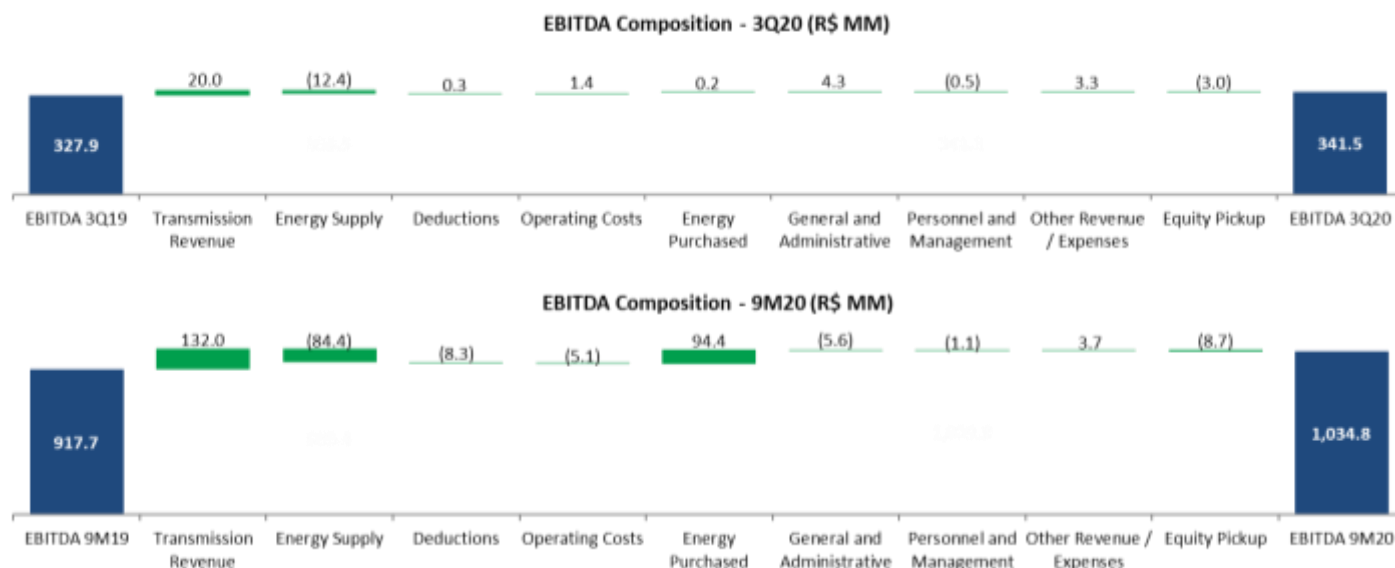 EBITDA Composition - 3Q20 (R$ MM)
20.0 (12.4) 0.3 1.4 0.2 4.3 (0.5) 3.3 (3.0)
327.9 341.5
EBITDA 3Q19 Transmission Revenue Energy Supply Deductions Operating Costs Energy Purchased General and Administrative Personnel and Management Other Revenue / Expenses Equity Pickup EBITDA 3Q20
EBITDA Composition - 9M20 (R$ MM)
132.0 (84.4) (8.3) (5.1) 94.4 (5.6) (1.1) 3.7 (8.7)
917.7 1,034.8
EBITDA 9M19 Transmission Revenue Energy Supply Deductions Operating Costs Energy Purchased General and Administrative Personnel and Management Other Revenue / Expenses Equity Pickup EBITDA 9M20